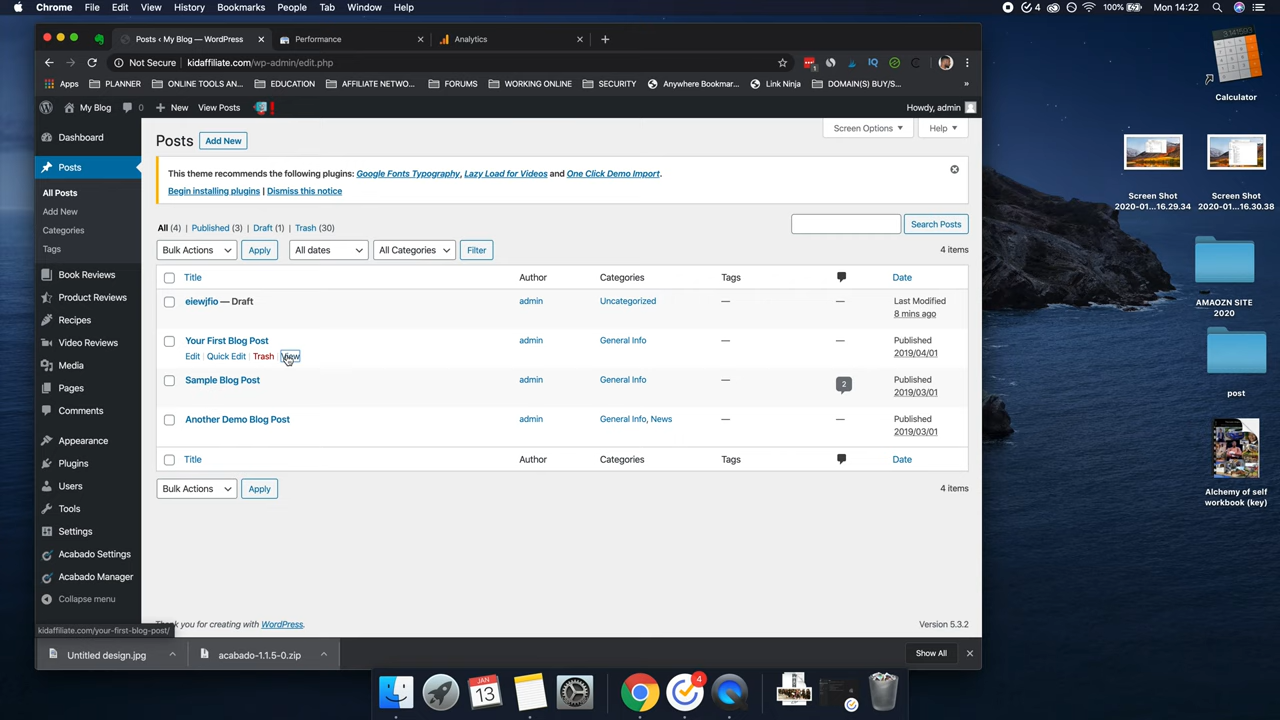 Chrome File Edit View History Bookmarks People Tab Window Help 4 100% Mon 14:22
Posts ‹ My Blog — WordPress Performance Analytics
Not Secure kidaffiliate.com/wp-admin/edit.php
Apps PLANNER ONLINE TOOLS AN... EDUCATION AFFILIATE NETWO... FORUMS WORKING ONLINE SECURITY Anywhere Bookmar... Link Ninja DOMAIN(S) BUY/S...
My Blog 0 + New View Posts Howdy, admin
Dashboard
Posts
All Posts
Add New
Categories
Tags
Book Reviews
Product Reviews
Recipes
Video Reviews
Media
Pages
Comments
Appearance
Plugins
Users
Tools
Settings
Acabado Settings
Acabado Manager
Collapse menu
Screen Options Help
Posts Add New
This theme recommends the following plugins: Google Fonts Typography, Lazy Load for Videos and One Click Demo Import.
Begin installing plugins | Dismiss this notice
All (4) | Published (3) | Draft (1) | Trash (30)
Search Posts
Bulk Actions Apply All dates All Categories Filter 4 items
Title Author Categories Tags Date
eiewjfio — Draft admin Uncategorized — — Last Modified
8 mins ago
Your First Blog Post admin General Info — — Published
Edit | Quick Edit | Trash | View 2019/04/01
Sample Blog Post admin General Info — 2 Published
2019/03/01
Another Demo Blog Post admin General Info, News — — Published
2019/03/01
Title Author Categories Tags Date
Bulk Actions Apply 4 items
Thank you for creating with WordPress. Version 5.3.2
kidaffiliate.com/your-first-blog-post/
Untitled design.jpg acabado-1.1.5-0.zip Show All
Calculator
Screen Shot
2020-01...16.29.34
Screen Shot
2020-01...16.30.38
AMAOZN SITE
2020
post
Alchemy of self
workbook (key)
JAN
13
4